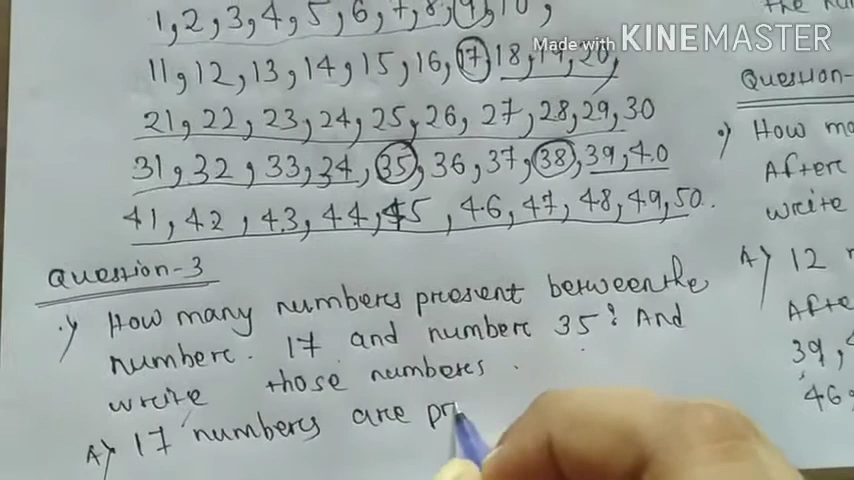 1, 2, 3, 4, 5, 6, 7, 8, 9, 10,
11, 12, 13, 14, 15, 16, 17, 18, 19, 20,
21, 22, 23, 24, 25, 26, 27, 28, 29, 30
31, 32, 33, 34, 35, 36, 37, 38, 39, 40
41, 42, 43, 44, 45, 46, 47, 48, 49, 50.
Question-3
How many numbers present between the
number. 17 and number 35? And
write those numbers.
A) 17 numbers are pr
Made with KINEMASTER
the
Question-
How ma
After
write
A) 12
Afte
39,
46